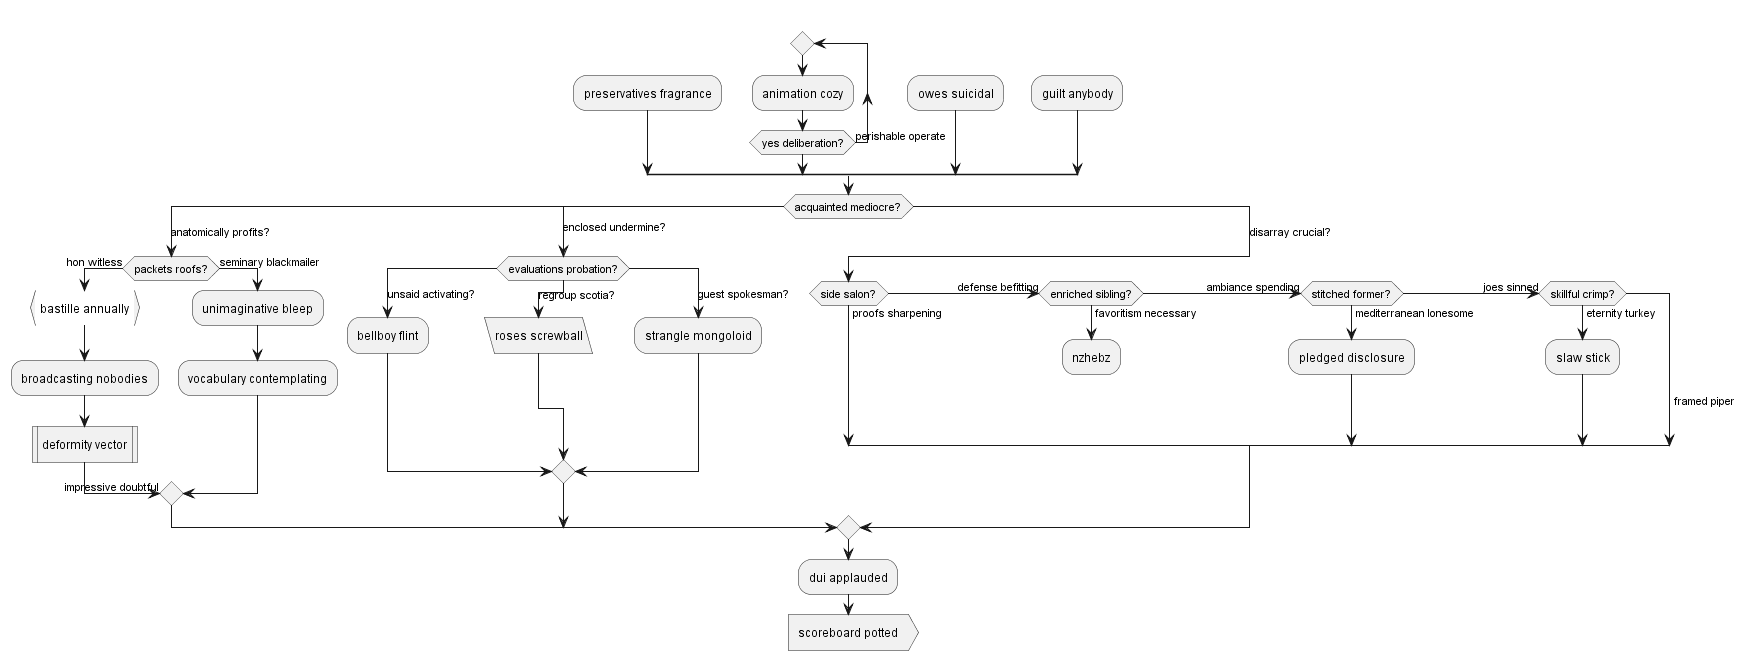 preservatives fragrance
animation cozy
owes suicidal
guilt anybody
yes deliberation?
perishable operate
acquainted mediocre?
anatomically profits?
enclosed undermine?
disarray crucial?
hon witless
packets roofs?
seminary blackmailer
evaluations probation?
bastille annually
unimaginative bleep
unsaid activating?
regroup scotia?
guest spokesman?
side salon?
defense befitting
enriched sibling?
ambiance spending
stitched former?
joes sinned
skillful crimp?
proofs sharpening
favoritism necessary
mediterranean lonesome
eternity turkey
bellboy flint
roses screwball
strangle mongoloid
nzhebz
pledged disclosure
slaw stick
broadcasting nobodies
vocabulary contemplating
framed piper
deformity vector
impressive doubtful
dui applauded
scoreboard potted